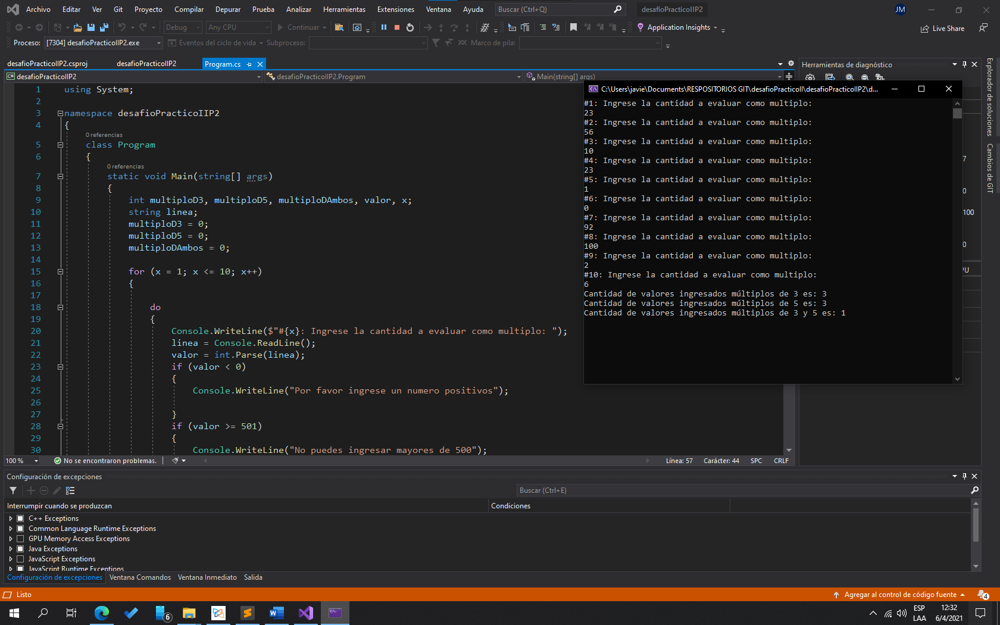 Archivo Editar Ver Git Proyecto Compilar Depurar Prueba Analizar Herramientas Extensiones Ventana Ayuda Buscar (Ctrl+Q) desafioPracticoIIP2 JM
Debug Any CPU Continuar Application Insights Live Share
Proceso: [7304] desafioPracticoIIP2.exe Eventos del ciclo de vida Subproceso: Marco de pila:
desafioPracticoIIP2.csproj desafioPracticoIIP2 Program.cs
C# desafioPracticoIIP2 desafioPracticoIIP2.Program Main(string[] args)
1 using System;
2
3 namespace desafioPracticoIIP2
4 {
0 referencias
5 class Program
6 {
0 referencias
7 static void Main(string[] args)
8 {
9 int multiploD3, multiploD5, multiploDAmbos, valor, x;
10 string linea;
11 multiploD3 = 0;
12 multiploD5 = 0;
13 multiploDAmbos = 0;
14
15 for (x = 1; x <= 10; x++)
16 {
17
18 do
19 {
20 Console.WriteLine($"#{x}: Ingrese la cantidad a evaluar como multiplo: ");
21 linea = Console.ReadLine();
22 valor = int.Parse(linea);
23 if (valor < 0)
24 {
25 Console.WriteLine("Por favor ingrese un numero positivos");
26
27 }
28 if (valor >= 501)
29 {
30 Console.WriteLine("No puedes ingresar mayores de 500");
100 % No se encontraron problemas. Línea: 57 Carácter: 44 SPC CRLF
Herramientas de diagnóstico
C:\Users\javie\Documents\RESPOSITORIOS GIT\desafioPracticoII\desafioPracticoIIP2\d...
#1: Ingrese la cantidad a evaluar como multiplo:
23
#2: Ingrese la cantidad a evaluar como multiplo:
56
#3: Ingrese la cantidad a evaluar como multiplo:
10
#4: Ingrese la cantidad a evaluar como multiplo:
23
#5: Ingrese la cantidad a evaluar como multiplo:
1
#6: Ingrese la cantidad a evaluar como multiplo:
0
#7: Ingrese la cantidad a evaluar como multiplo:
92
#8: Ingrese la cantidad a evaluar como multiplo:
100
#9: Ingrese la cantidad a evaluar como multiplo:
2
#10: Ingrese la cantidad a evaluar como multiplo:
6
Cantidad de valores ingresados múltiplos de 3 es: 3
Cantidad de valores ingresados múltiplos de 5 es: 3
Cantidad de valores ingresados múltiplos de 3 y 5 es: 1
7
0
100
0
PU
Explorador de soluciones
Cambios de GIT
Configuración de excepciones
Buscar (Ctrl+E)
Interrumpir cuando se produzcan Condiciones
C++ Exceptions
Common Language Runtime Exceptions
GPU Memory Access Exceptions
Java Exceptions
JavaScript Exceptions
JavaScript Runtime Exceptions
Configuración de excepciones Ventana Comandos Ventana Inmediato Salida
Listo Agregar al control de código fuente 4
6 ESP 12:32
LAA 6/4/2021